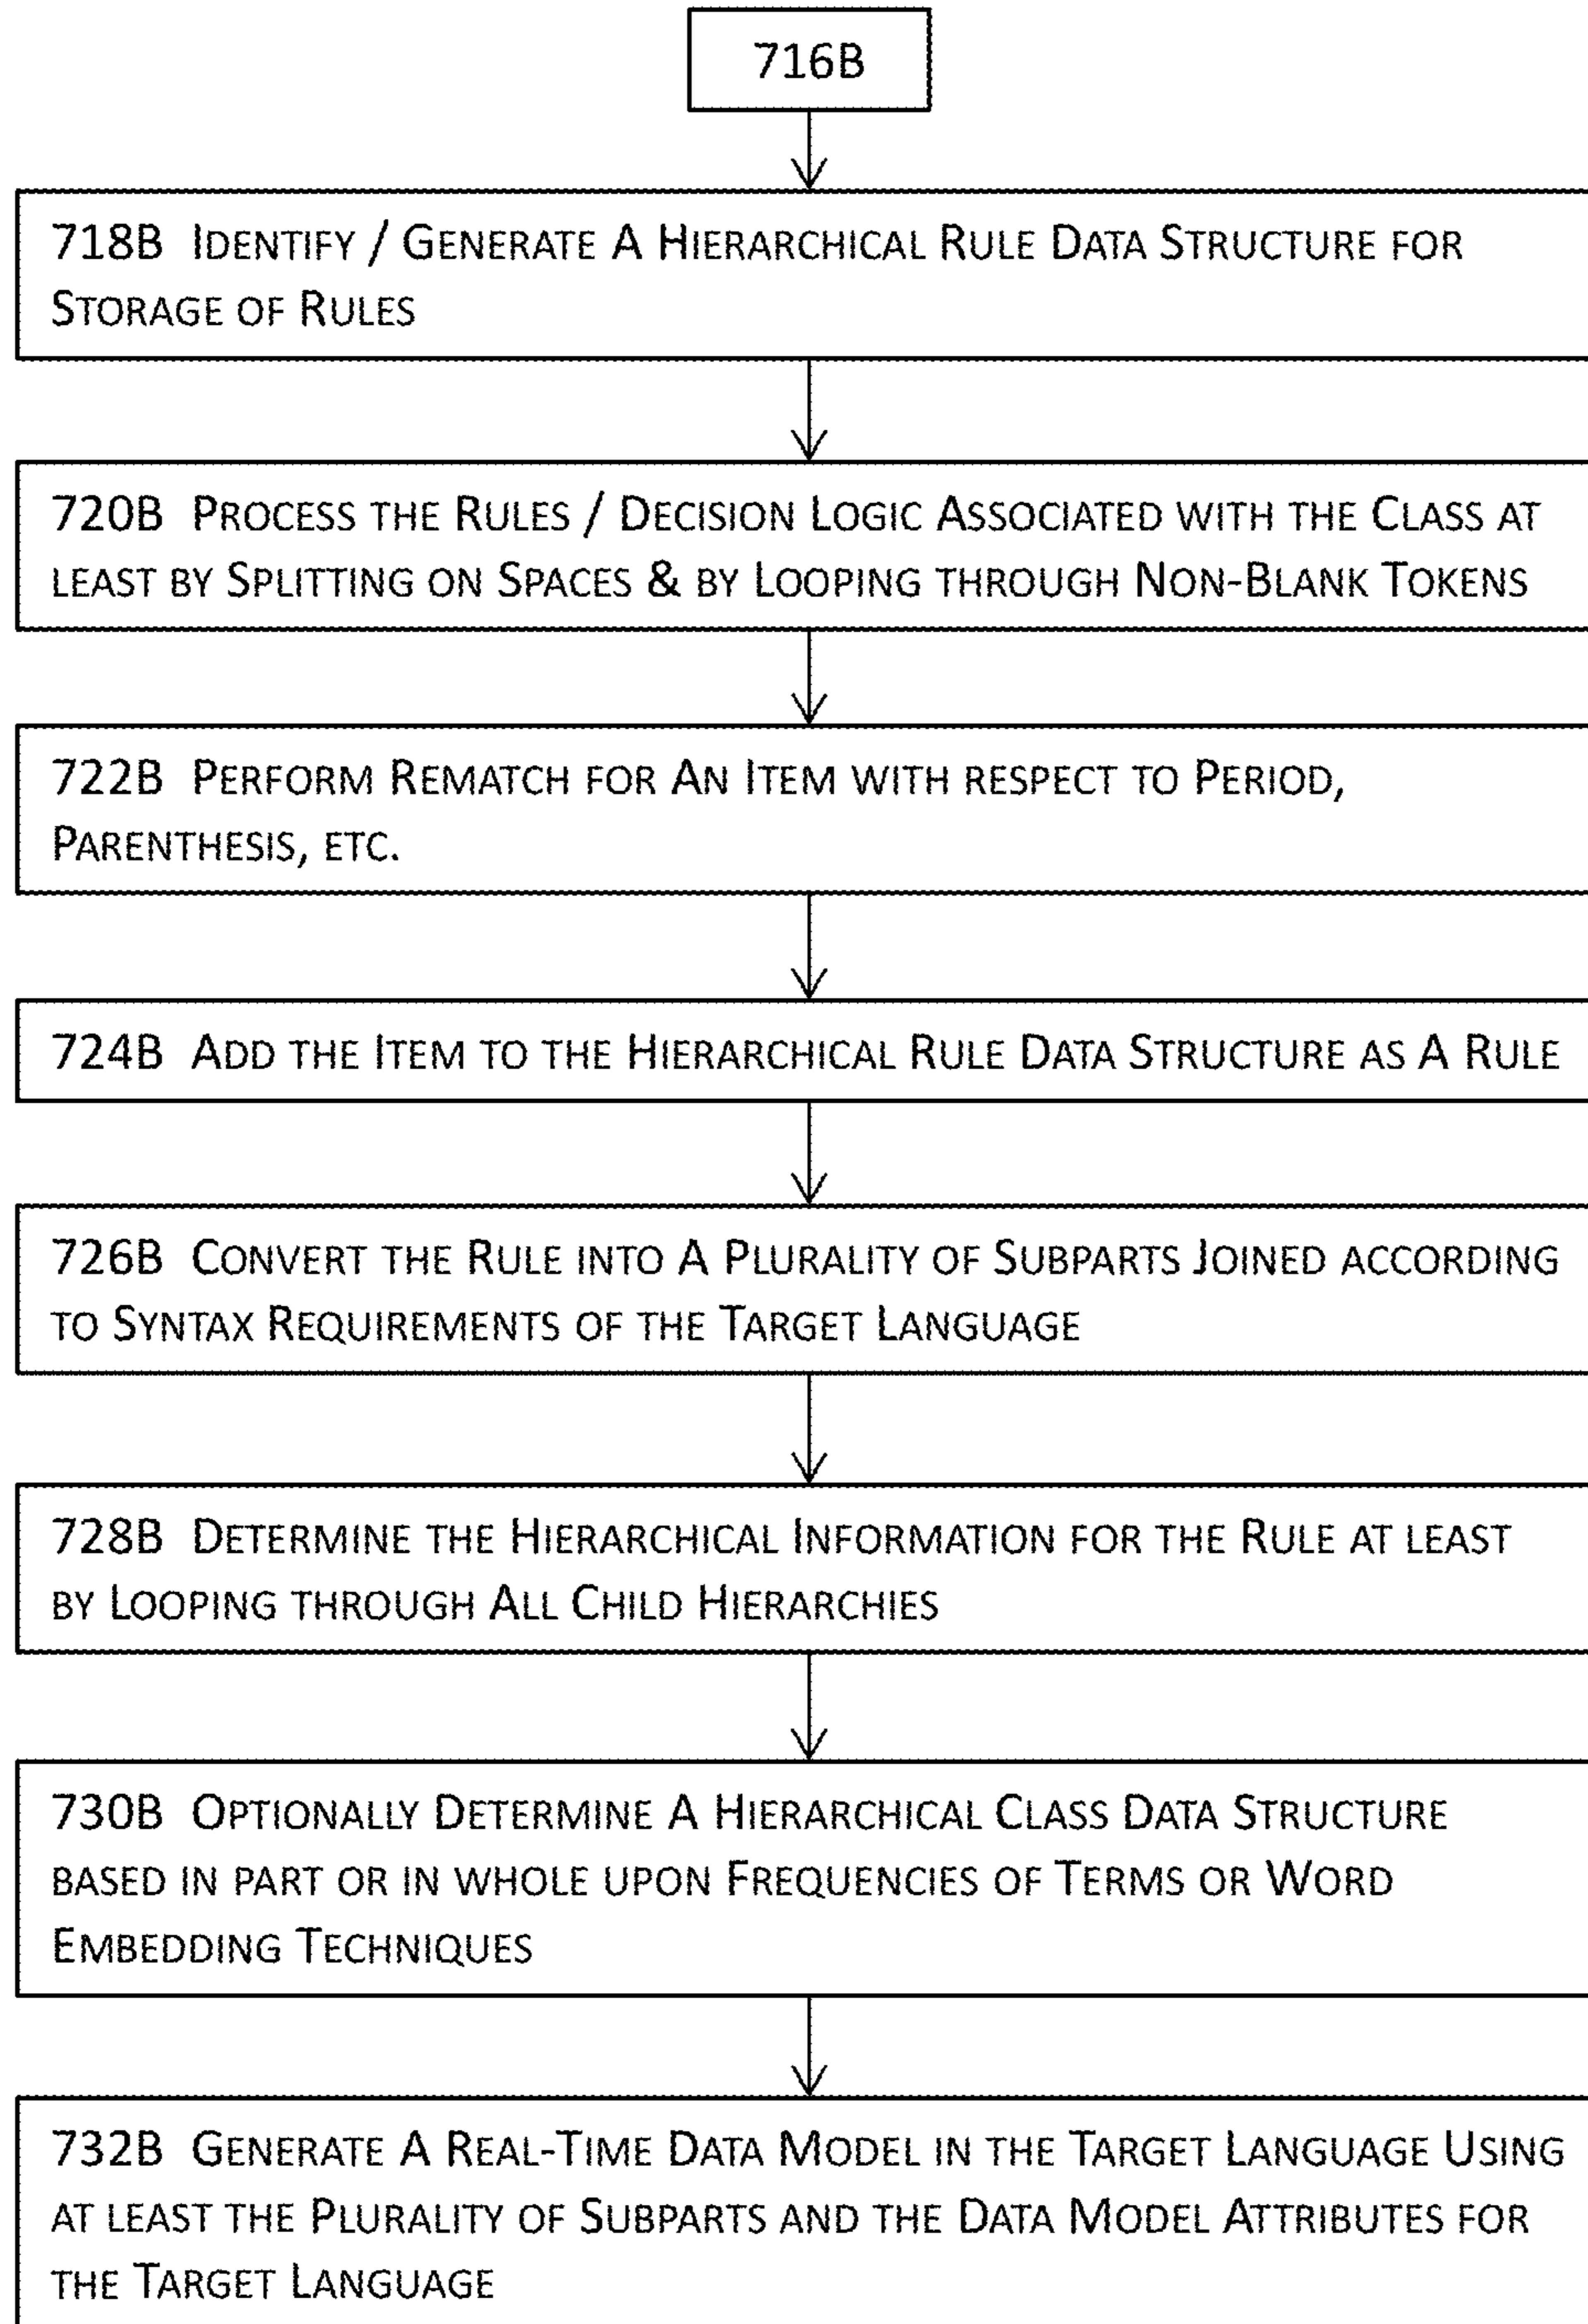 716B
718B IDENTIFY / GENERATE A HIERARCHICAL RULE DATA STRUCTURE FOR
STORAGE OF RULES
720B PROCESS THE RULES / DECISION LOGIC ASSOCIATED WITH THE CLASS AT
LEAST BY SPLITTING ON SPACES & BY LOOPING THROUGH NON-BLANK TOKENS
722B PERFORM REMATCH FOR AN ITEM WITH RESPECT TO PERIOD,
PARENTHESIS, ETC.
724B ADD THE ITEM TO THE HIERARCHICAL RULE DATA STRUCTURE AS A RULE
726B CONVERT THE RULE INTO A PLURALITY OF SUBPARTS JOINED ACCORDING
TO SYNTAX REQUIREMENTS OF THE TARGET LANGUAGE
728B DETERMINE THE HIERARCHICAL INFORMATION FOR THE RULE AT LEAST
BY LOOPING THROUGH ALL CHILD HIERARCHIES
730B OPTIONALLY DETERMINE A HIERARCHICAL CLASS DATA STRUCTURE
BASED IN PART OR IN WHOLE UPON FREQUENCIES OF TERMS OR WORD
EMBEDDING TECHNIQUES
732B GENERATE A REAL-TIME DATA MODEL IN THE TARGET LANGUAGE USING
AT LEAST THE PLURALITY OF SUBPARTS AND THE DATA MODEL ATTRIBUTES FOR
THE TARGET LANGUAGE